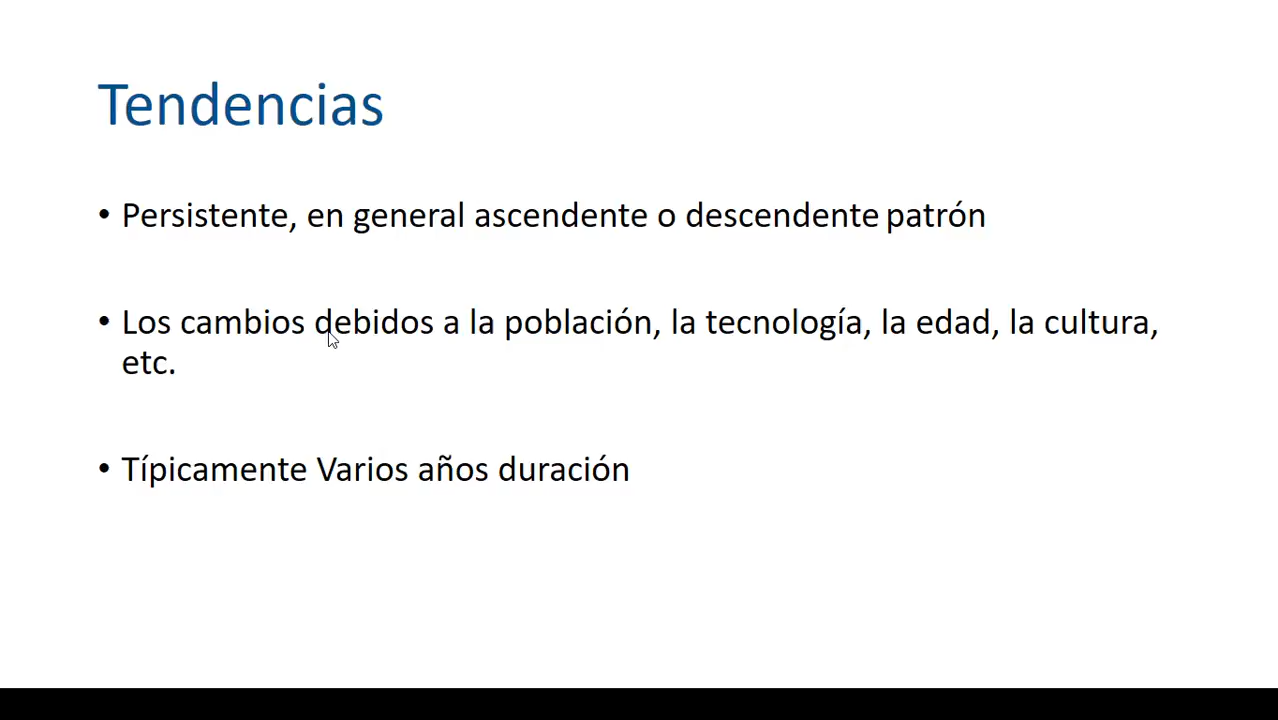 Tendencias
• Persistente, en general ascendente o descendente patrón
• Los cambios debidos a la población, la tecnología, la edad, la cultura,
etc.
• Típicamente Varios años duración